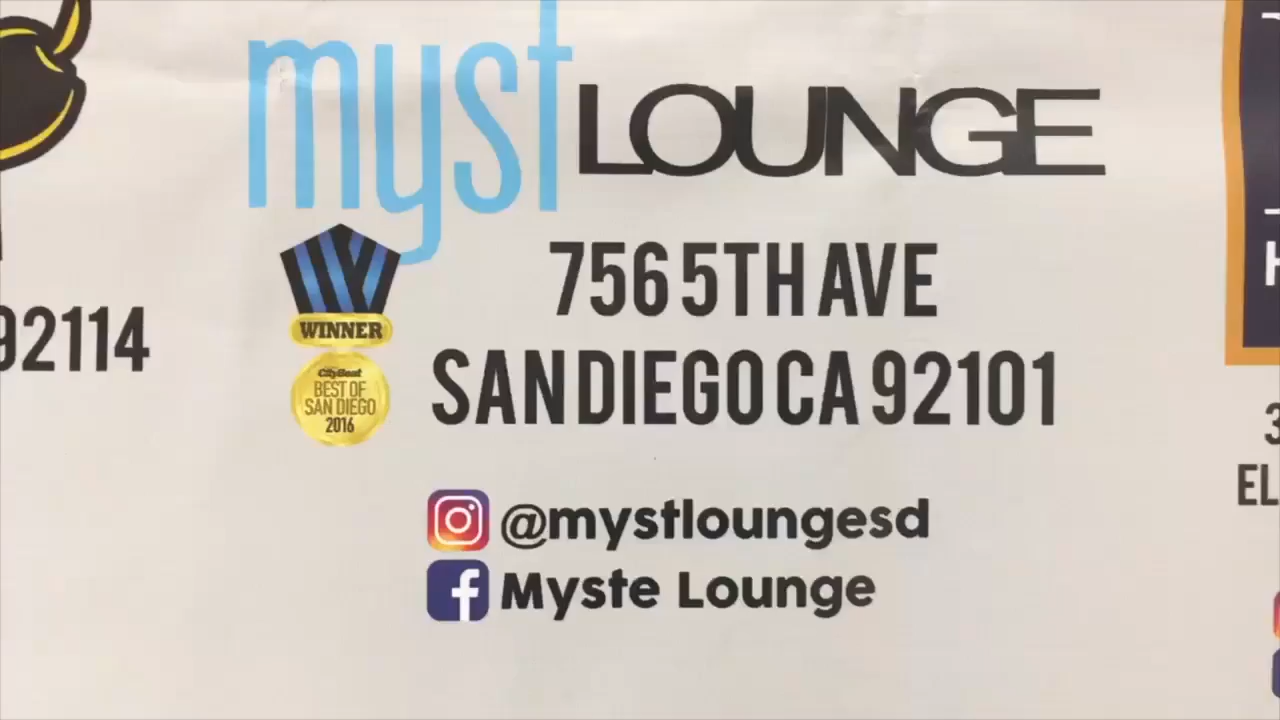 myst LOUNGE
WINNER
CityBeat
BEST OF
SAN DIEGO
2016
756 5TH AVE
SAN DIEGO CA 92101
@mystloungesd
Myste Lounge
92114
EL